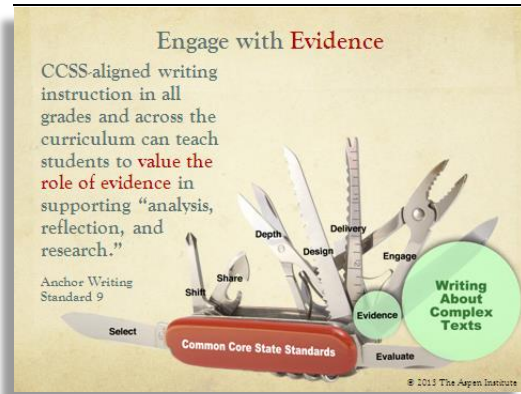 Engage with Evidence
CCSS-aligned writing
instruction in all
grades and across the
curriculum can teach
students to value the
role of evidence in
supporting “analysis,
reflection, and
research.”
Anchor Writing
Standard 9
Select
Shift
Share
Depth
Design
Delivery
Engage
Evidence
Evaluate
Common Core State Standards
Writing
About
Complex
Texts
© 2013 The Aspen Institute